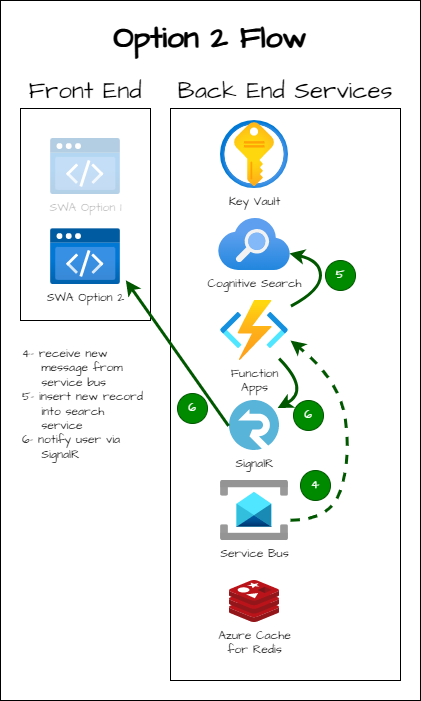 Option 2 Flow
Front End
Back End Services
SWA Option 1
SWA Option 2
Key Vault
Cognitive Search
5
Function
Apps
6
6
SignalR
4
Service Bus
Azure Cache
for Redis
4- receive new
message from
service bus
5- insert new record
into search
service
6- notify user via
SignalR